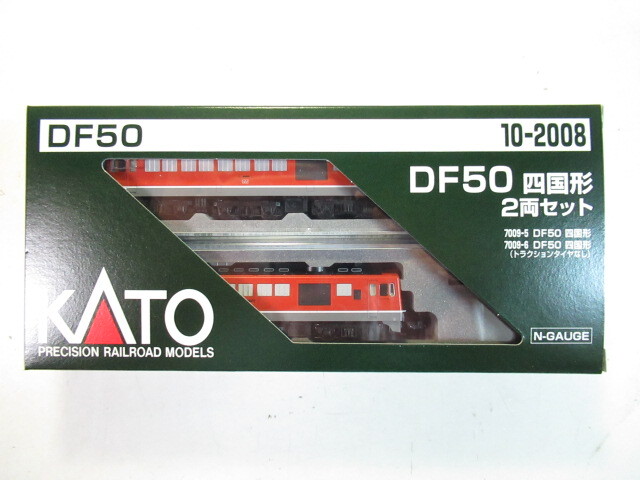 DF50
10-2008
DF50 四国形
2両セット
7009-5 DF50 四国形
7009-6 DF50 四国形
(トラクションタイヤなし)
KATO
PRECISION RAILROAD MODELS
N-GAUGE